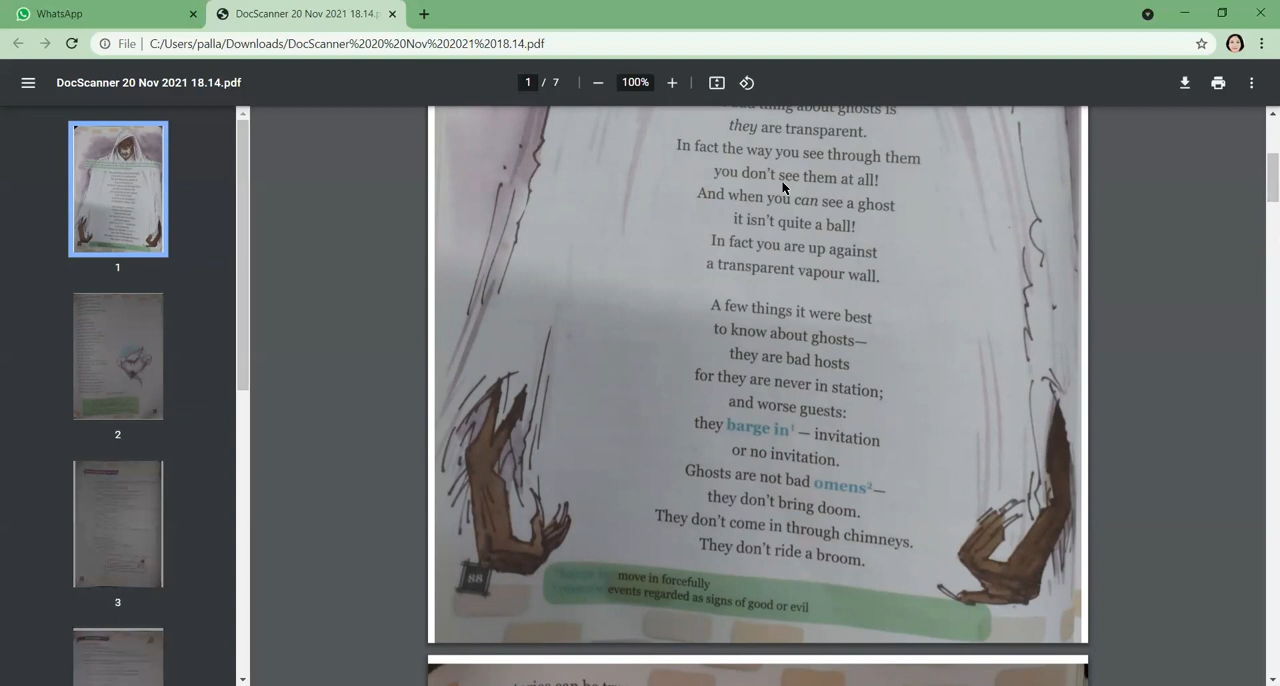 WhatsApp
DocScanner 20 Nov 2021 18.14.p
File
C:/Users/palla/Downloads/DocScanner%2020%20Nov%202021%2018.14.pdf
DocScanner 20 Nov 2021 18.14.pdf
1 / 7
100%
1
2
3
thing about ghosts is
they are transparent.
In fact the way you see through them
you don't see them at all!
And when you can see a ghost
it isn't quite a ball!
In fact you are up against
a transparent vapour wall.
A few things it were best
to know about ghosts—
they are bad hosts
for they are never in station;
and worse guests:
they barge in¹ — invitation
or no invitation.
Ghosts are not bad omens²—
they don't bring doom.
They don't come in through chimneys.
They don't ride a broom.
88
move in forcefully
events regarded as signs of good or evil